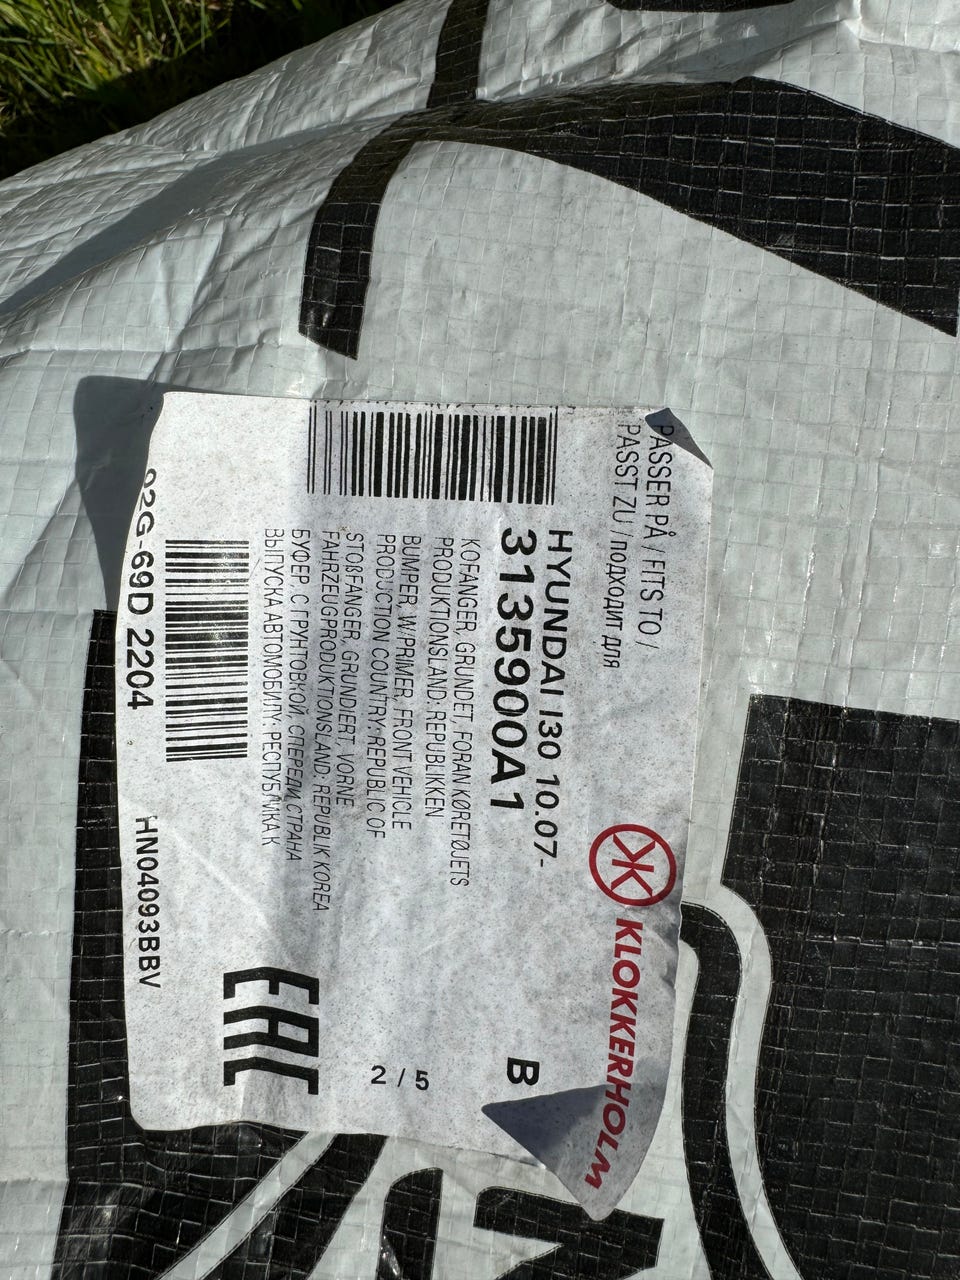 PASSER PÅ / FITS TO /
PASST ZU / подходит для
KLOKKERHOLM
HYUNDAI I30 10.07-
3135900A1
B
KOFANGER, GRUNDET, FORAN KØRETØJETS
PRODUKTIONSLAND: REPUBLIKKEN
BUMPER, W/PRIMER, FRONT VEHICLE
PRODUCTION COUNTRY: REPUBLIC OF
STOßFANGER, GRUNDIERT, VORNE
FAHRZEUGPRODUKTIONSLAND: REPUBLIK KOREA
БУФЕР, С ГРУНТОВКОЙ, СПЕРЕДИ, СТРАНА
ВЫПУСКА АВТОМОБИЛУ: РЕСПУБЛИКА К
2 / 5
EAC
02G-69D 2204
HN04093BBV